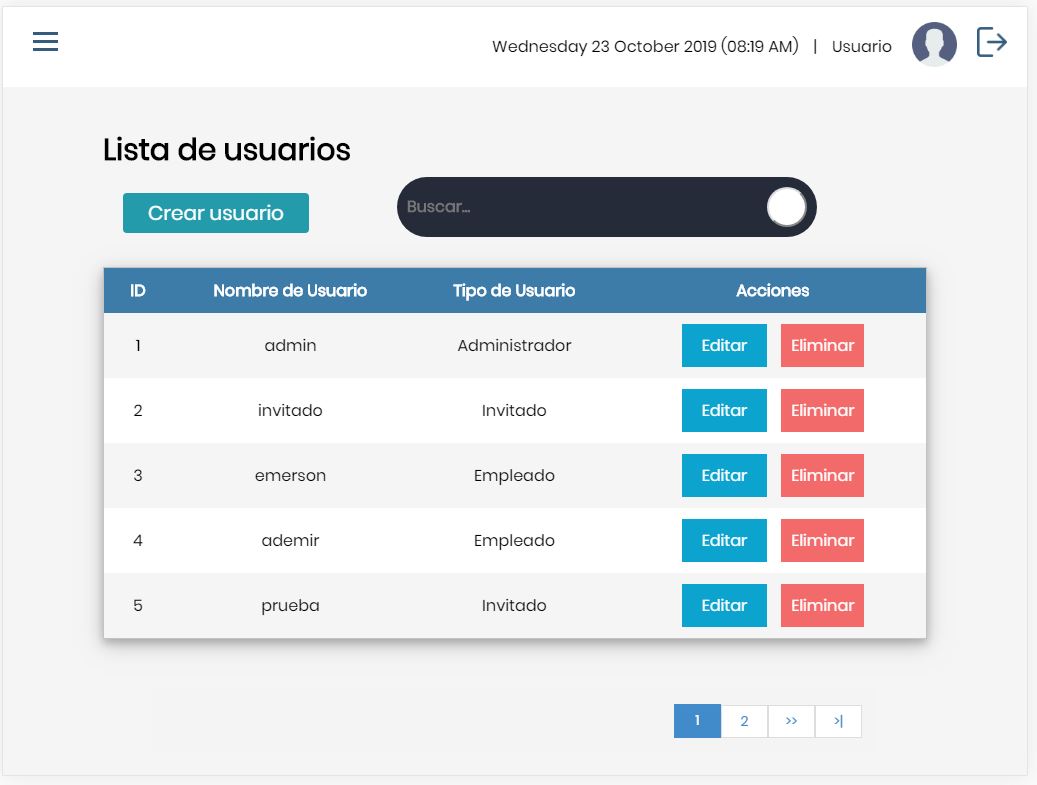 Wednesday 23 October 2019 (08:19 AM) | Usuario
Lista de usuarios
Crear usuario
Buscar...
ID Nombre de Usuario Tipo de Usuario Acciones
1 admin Administrador Editar Eliminar
2 invitado Invitado Editar Eliminar
3 emerson Empleado Editar Eliminar
4 ademir Empleado Editar Eliminar
5 prueba Invitado Editar Eliminar
1 2 >> >|